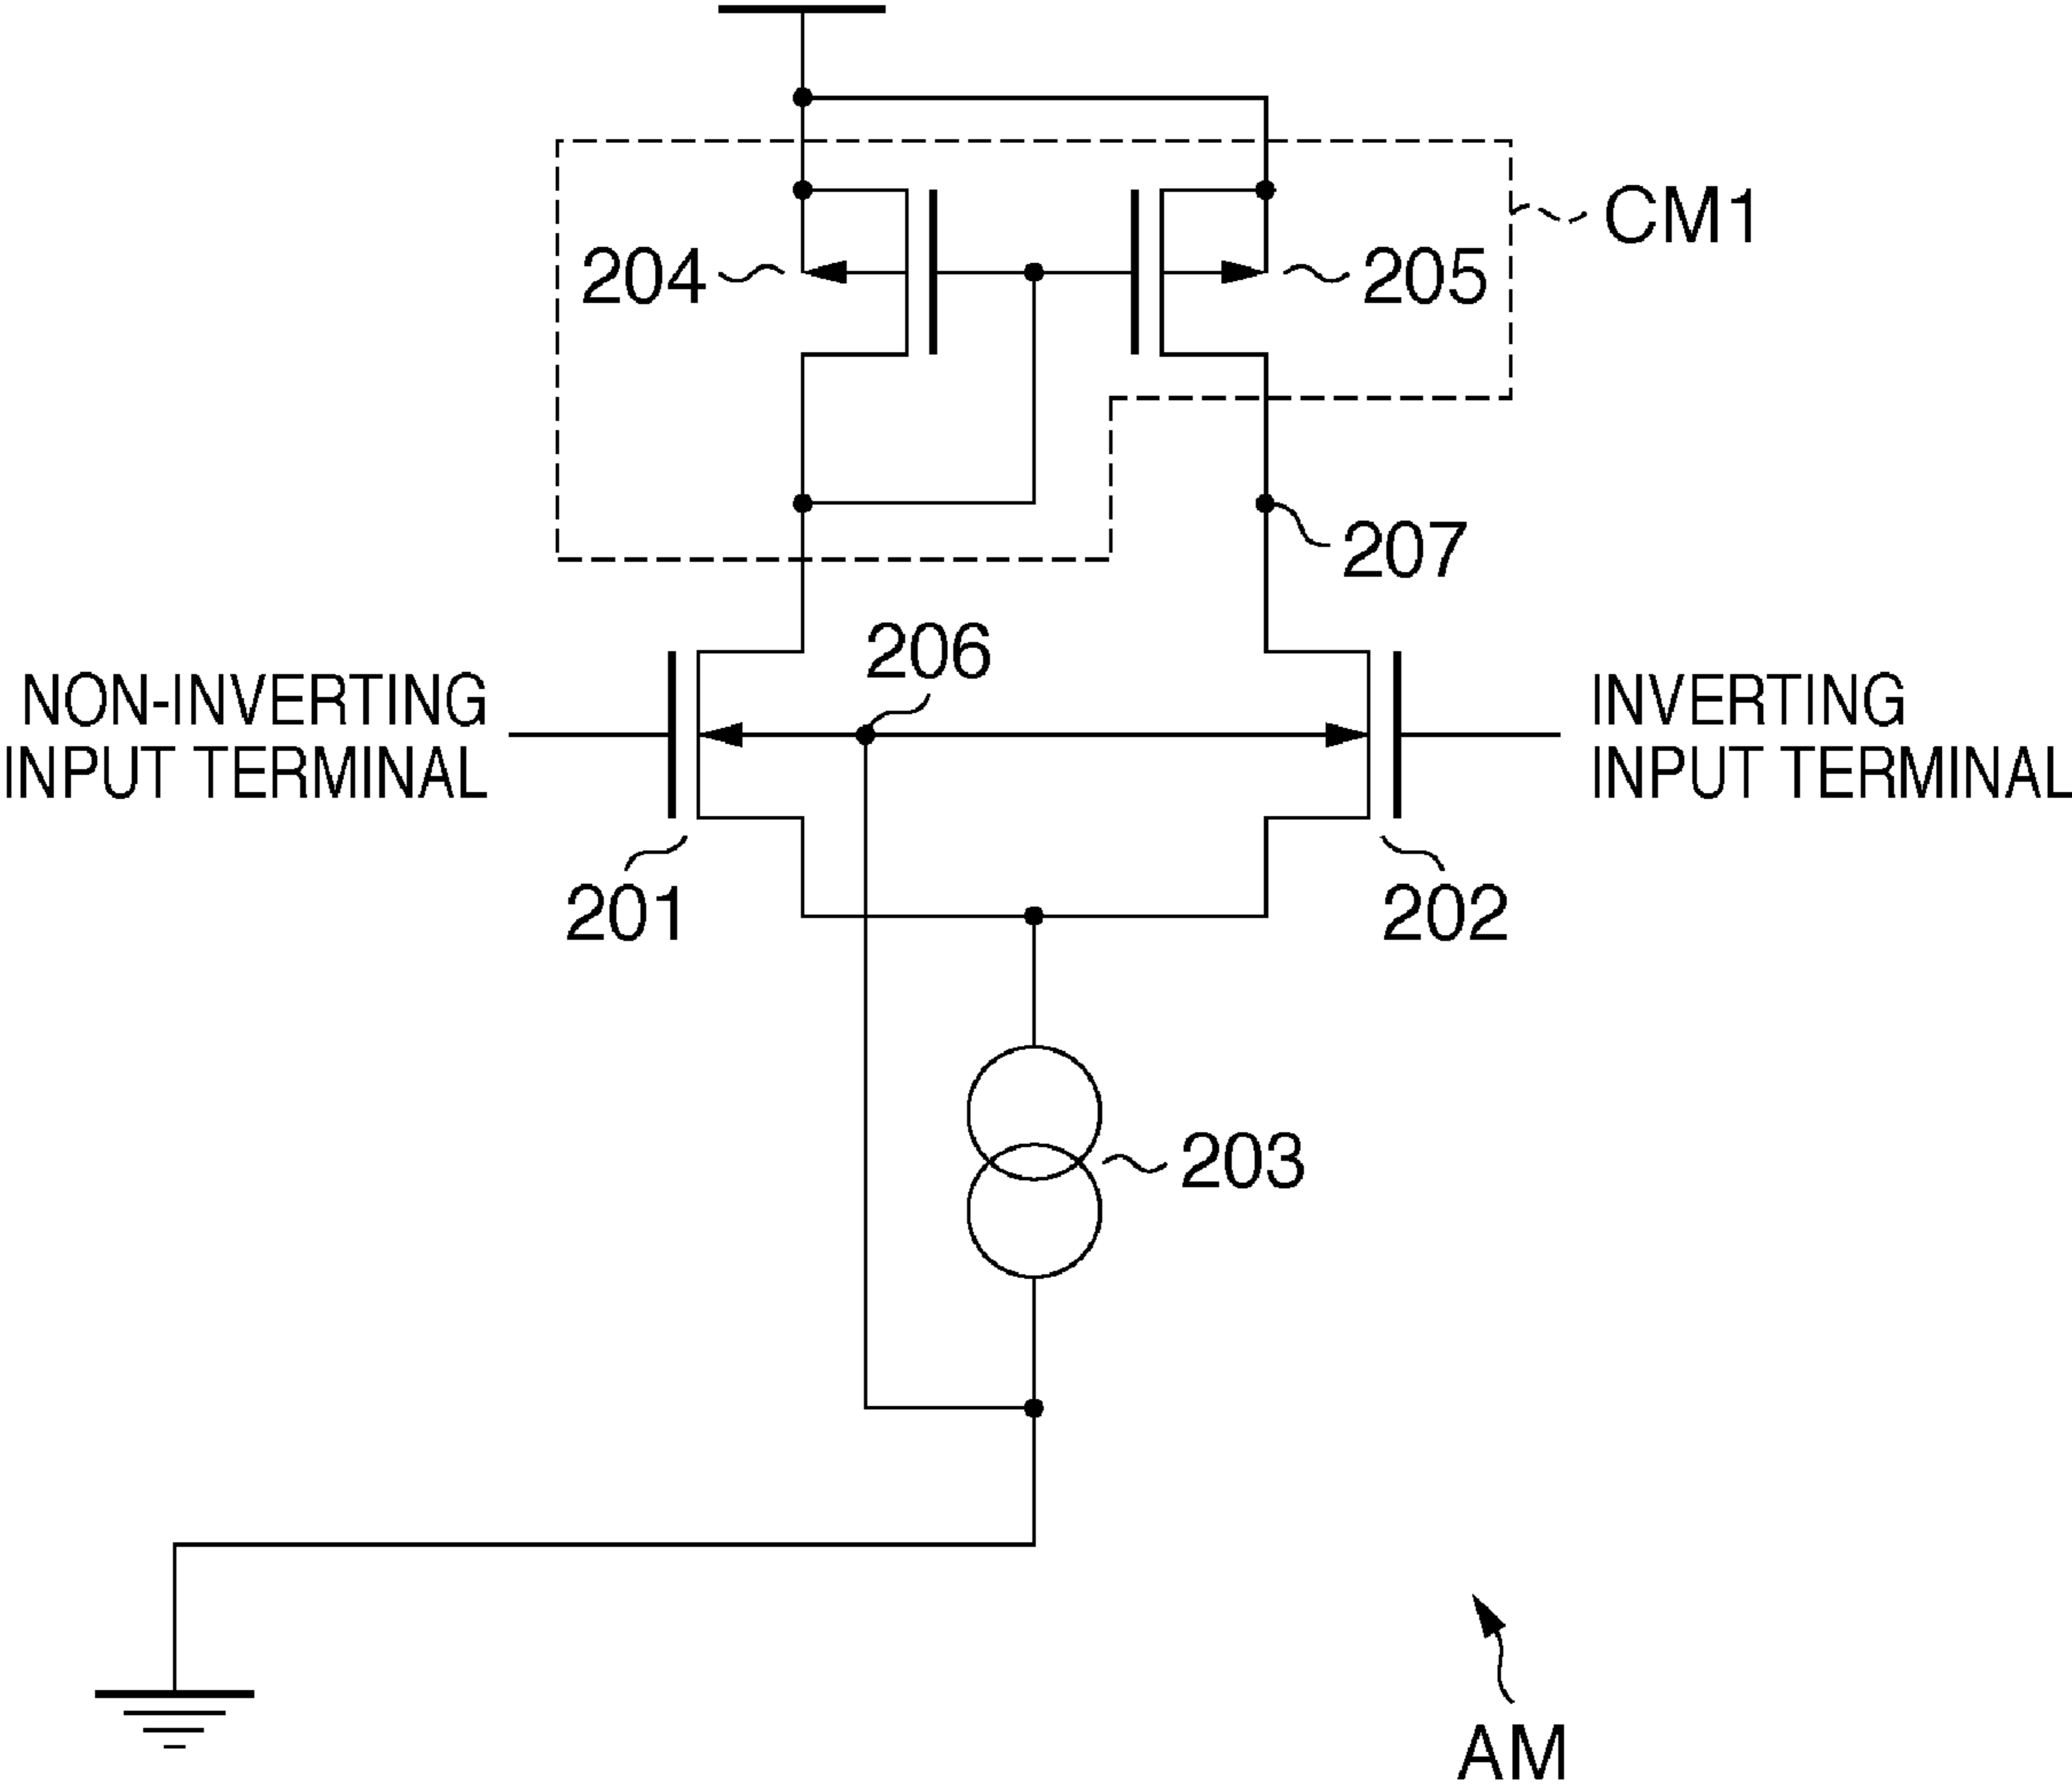 CM1
204
205
207
206
NON-INVERTING
INPUT TERMINAL
INVERTING
INPUT TERMINAL
201
202
203
AM